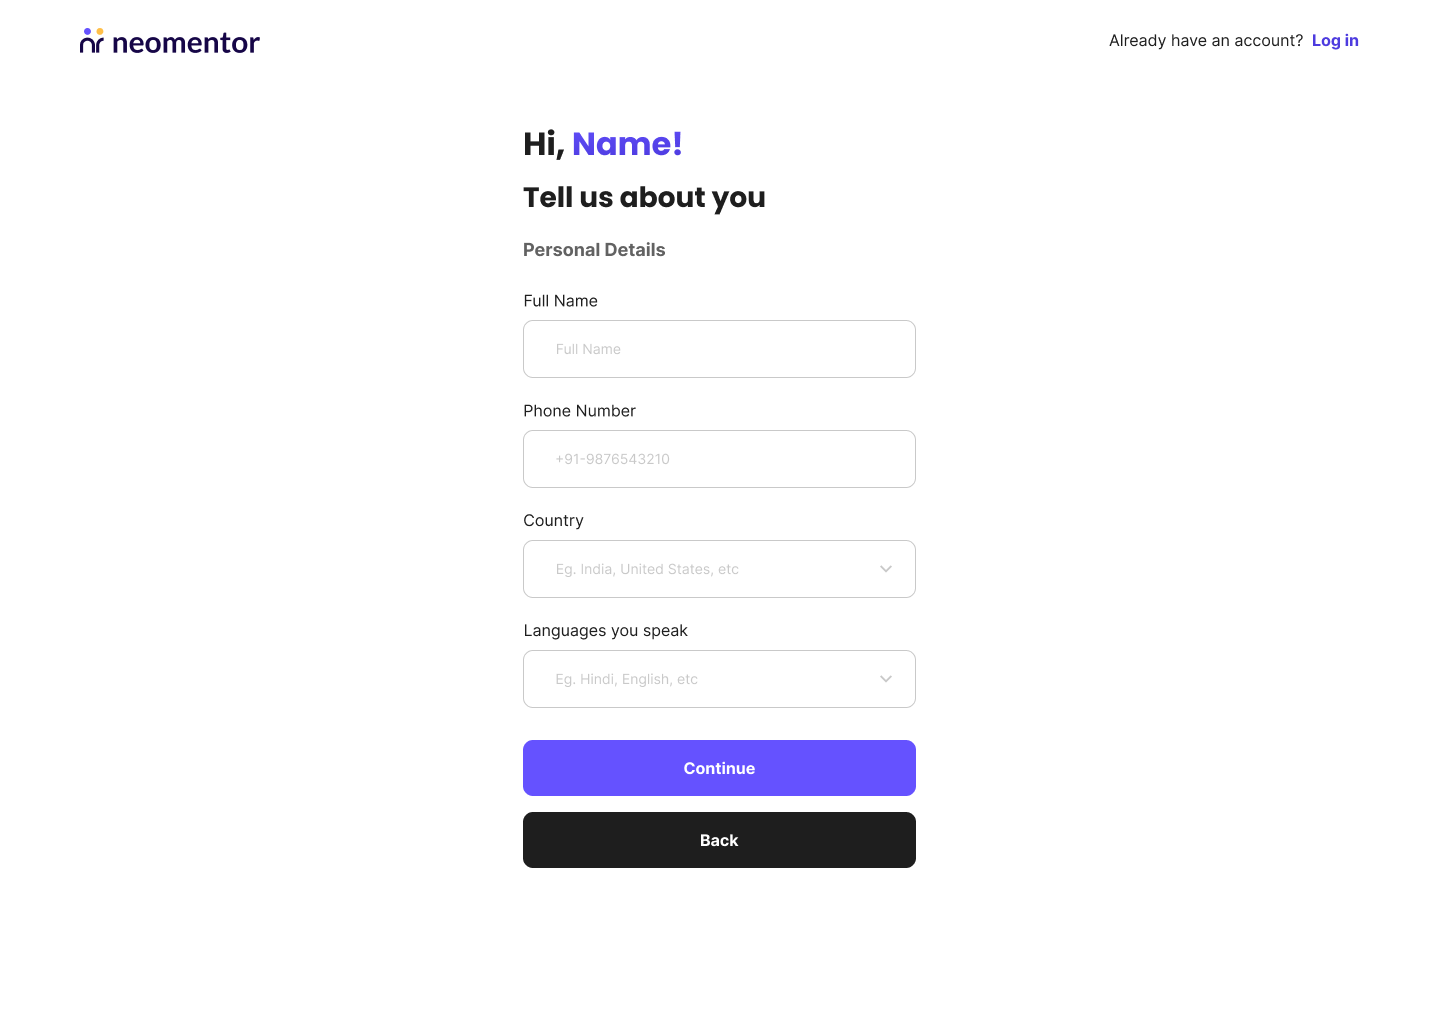 neomentor
Already have an account? Log in
Hi, Name!
Tell us about you
Personal Details
Full Name
Full Name
Phone Number
+91-9876543210
Country
Eg. India, United States, etc
Languages you speak
Eg. Hindi, English, etc
Continue
Back